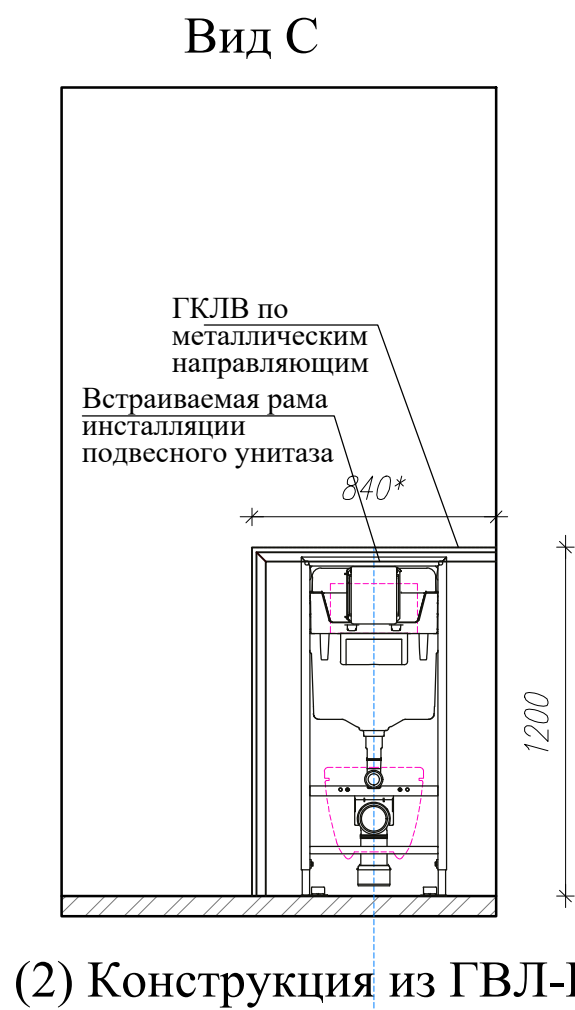 Вид С
ГКЛВ по
металлическим
направляющим
Встраиваемая рама
инсталляции
подвесного унитаза
840*
1200
(2) Конструкция из ГВЛ-